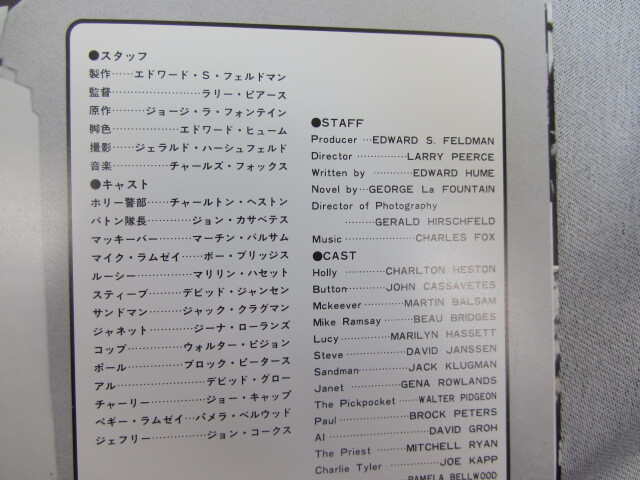 ●スタッフ
製作……エドワード・S・フェルドマン
監督…………………ラリー・ピアース
原作………ジョージ・ラ・フォンテイン
脚色……………エドワード・ヒューム
撮影……ジェラルド・ハーシュフェルド
音楽……………チャールズ・フォックス
●キャスト
ホリー警部……チャールトン・ヘストン
バトン隊長………ジョン・カサベテス
マッキーバー……マーチン・バルサム
マイク・ラムゼイ……ボー・ブリッジス
ルーシー…………マリリン・ハセット
スティーブ………デビッド・ジャンセン
サンドマン………ジャック・クラグマン
ジャネット…………ジーナ・ローランズ
コップ…………ウォルター・ピジョン
ポール…………ブロック・ピータース
アル…………………デビッド・グロー
チャーリー…………ジョー・キャップ
ペギー・ラムゼイ…パメラ・ベルウッド
ジェフリー…………ジョン・コークス
●STAFF
Producer …EDWARD S. FELDMAN
Director ……………LARRY PEERCE
Written by ……………EDWARD HUME
Novel by…GEORGE La FOUNTAIN
Director of Photography
………GERALD HIRSCHFELD
Music……………CHARLES FOX
●CAST
Holly …………CHARLTON HESTON
Button………JOHN CASSAVETES
Mckeever………MARTIN BALSAM
Mike Ramsay………BEAU BRIDGES
Lucy…………MARILYN HASSETT
Steve……………DAVID JANSSEN
Sandman…………JACK KLUGMAN
Janet …………GENA ROWLANDS
The Pickpocket……WALTER PIDGEON
Paul………………BROCK PETERS
Al …………………DAVID GROH
The Priest ………MITCHELL RYAN
Charlie Tyler …………JOE KAPP
PAMELA BELLWOOD